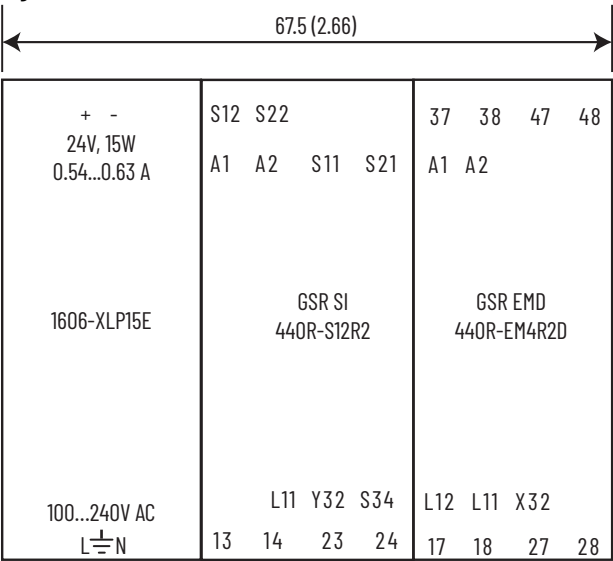 67.5 (2.66)
+ -
24V, 15W
0.54...0.63 A
1606-XLP15E
100...240V AC
L N
S12 S22
A1 A2 S11 S21
GSR SI
440R-S12R2
L11 Y32 S34
13 14 23 24
37 38 47 48
A1 A2
GSR EMD
440R-EM4R2D
L12 L11 X32
17 18 27 28